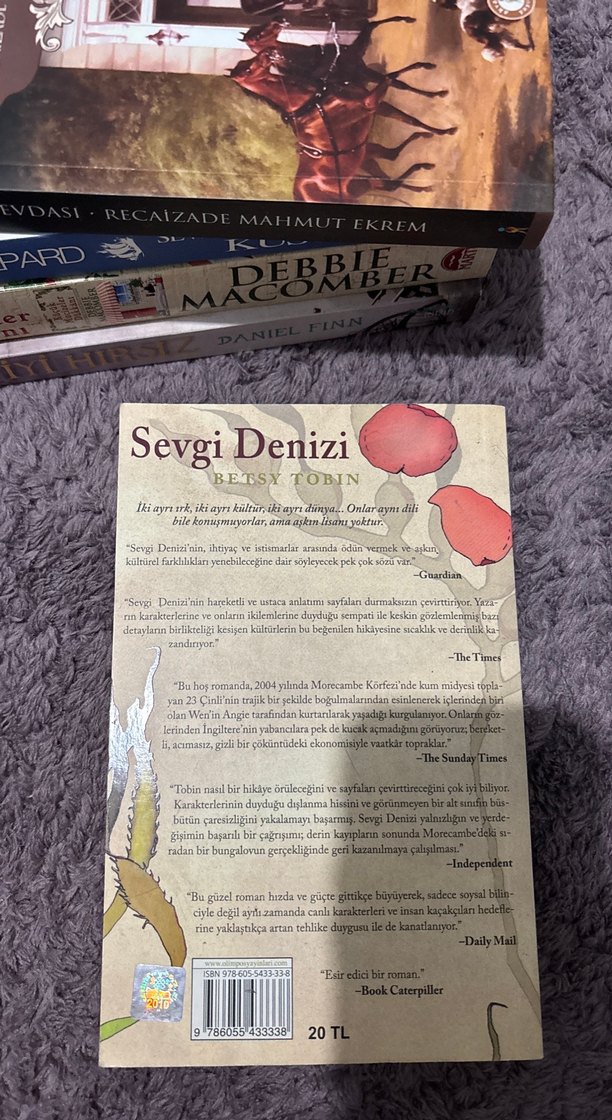 EVDASI · RECAİZADE MAHMUT EKREM
PARD
DEBBIE
MACOMBER
İYİ HIRSIZ DANIEL FINN
Sevgi Denizi
BETSY TOBIN
İki ayrı ırk, iki ayrı kültür, iki ayrı dünya... Onlar aynı dili
bile konuşmuyorlar, ama aşkın lisanı yoktur.
“Sevgi Denizi’nin, ihtiyaç ve istismarlar arasında ödün vermek ve aşkın,
kültürel farklılıkları yenebileceğine dair söyleyecek pek çok sözü var.”
–Guardian
“Sevgi Denizi’nin hareketli ve ustaca anlatımı sayfaları durmaksızın çevirttiriyor. Yaza-
rın karakterlerine ve onların ikilemlerine duyduğu sempati ile keskin gözlemlenmiş bazı
detayların birlikteliği kesişen kültürlerin bu beğenilen hikâyesine sıcaklık ve derinlik ka-
zandırıyor.”
–The Times
“Bu hoş romanda, 2004 yılında Morecambe Körfezi’nde kum midyesi topla-
yan 23 Çinli’nin trajik bir şekilde boğulmalarından esinlenerek içlerinden biri
olan Wen’in Angie tarafından kurtarılarak yaşadığı kurgulanıyor. Onların göz-
lerinden İngiltere’nin yabancılara pek de kucak açmadığını görüyoruz; bereket-
li, acımasız, gizli bir çöküntüdeki ekonomisiyle vaatkâr topraklar.”
–The Sunday Times
“Tobin nasıl bir hikâye örüleceğini ve sayfaları çevirttireceğini çok iyi biliyor.
Karakterlerinin duyduğu dışlanma hissini ve görünmeyen bir alt sınıfın büs-
bütün çaresizliğini yakalamayı başarmış. Sevgi Denizi yalnızlığın ve yerde-
ğişimin başarılı bir çağrışımı; derin kayıpların sonunda Morecambe’deki sı-
radan bir bungalovun gerçekliğinde geri kazanılmaya çalışılması.”
–Independent
“Bu güzel roman hızda ve güçte gittikçe büyüyerek, sadece soysal bilin-
ciyle değil aynı zamanda canlı karakterleri ve insan kaçakçıları hedefle-
rine yaklaştıkça artan tehlike duygusu ile de kanatlanıyor.”
–Daily Mail
“Esir edici bir roman.”
–Book Caterpiller
www.olimposyayinlari.com
ISBN 978-605-5433-33-8
9 786055 433338
20 TL
2010